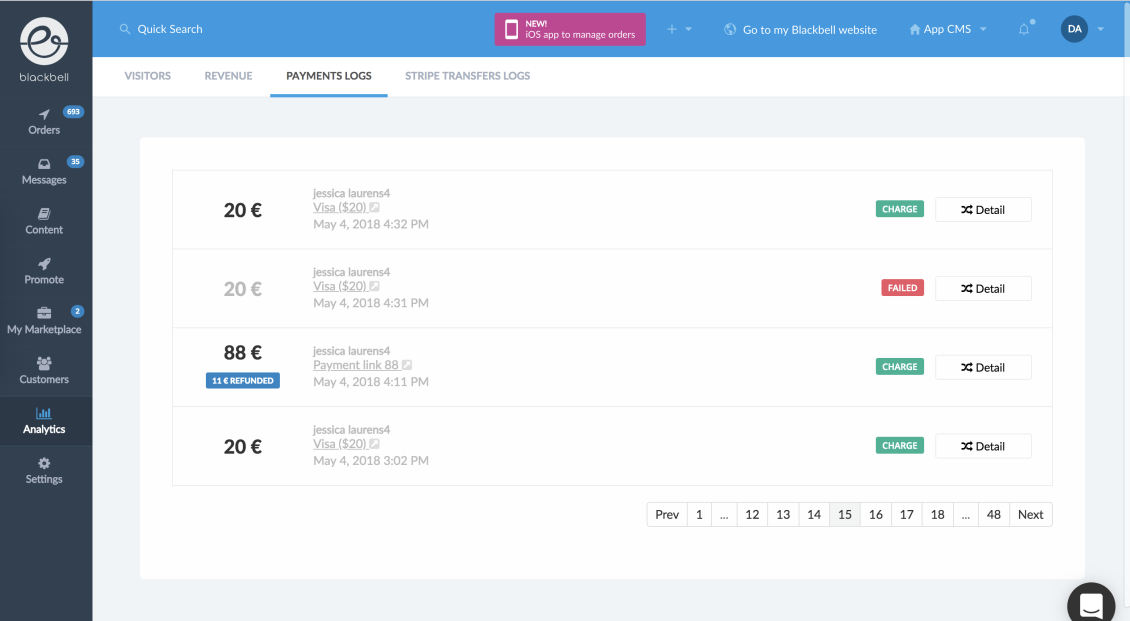 blackbell
Quick Search
NEW!
iOS app to manage orders
Go to my Blackbell website
App CMS
DA
VISITORS
REVENUE
PAYMENTS LOGS
STRIPE TRANSFERS LOGS
693
Orders
35
Messages
Content
Promote
2
My Marketplace
Customers
Analytics
Settings
20 €
jessica laurens4
Visa ($20)
May 4, 2018 4:32 PM
CHARGE
Detail
20 €
jessica laurens4
Visa ($20)
May 4, 2018 4:31 PM
FAILED
Detail
88 €
11 € REFUNDED
jessica laurens4
Payment link 88
May 4, 2018 4:11 PM
CHARGE
Detail
20 €
jessica laurens4
Visa ($20)
May 4, 2018 3:02 PM
CHARGE
Detail
Prev 1 ... 12 13 14 15 16 17 18 ... 48 Next